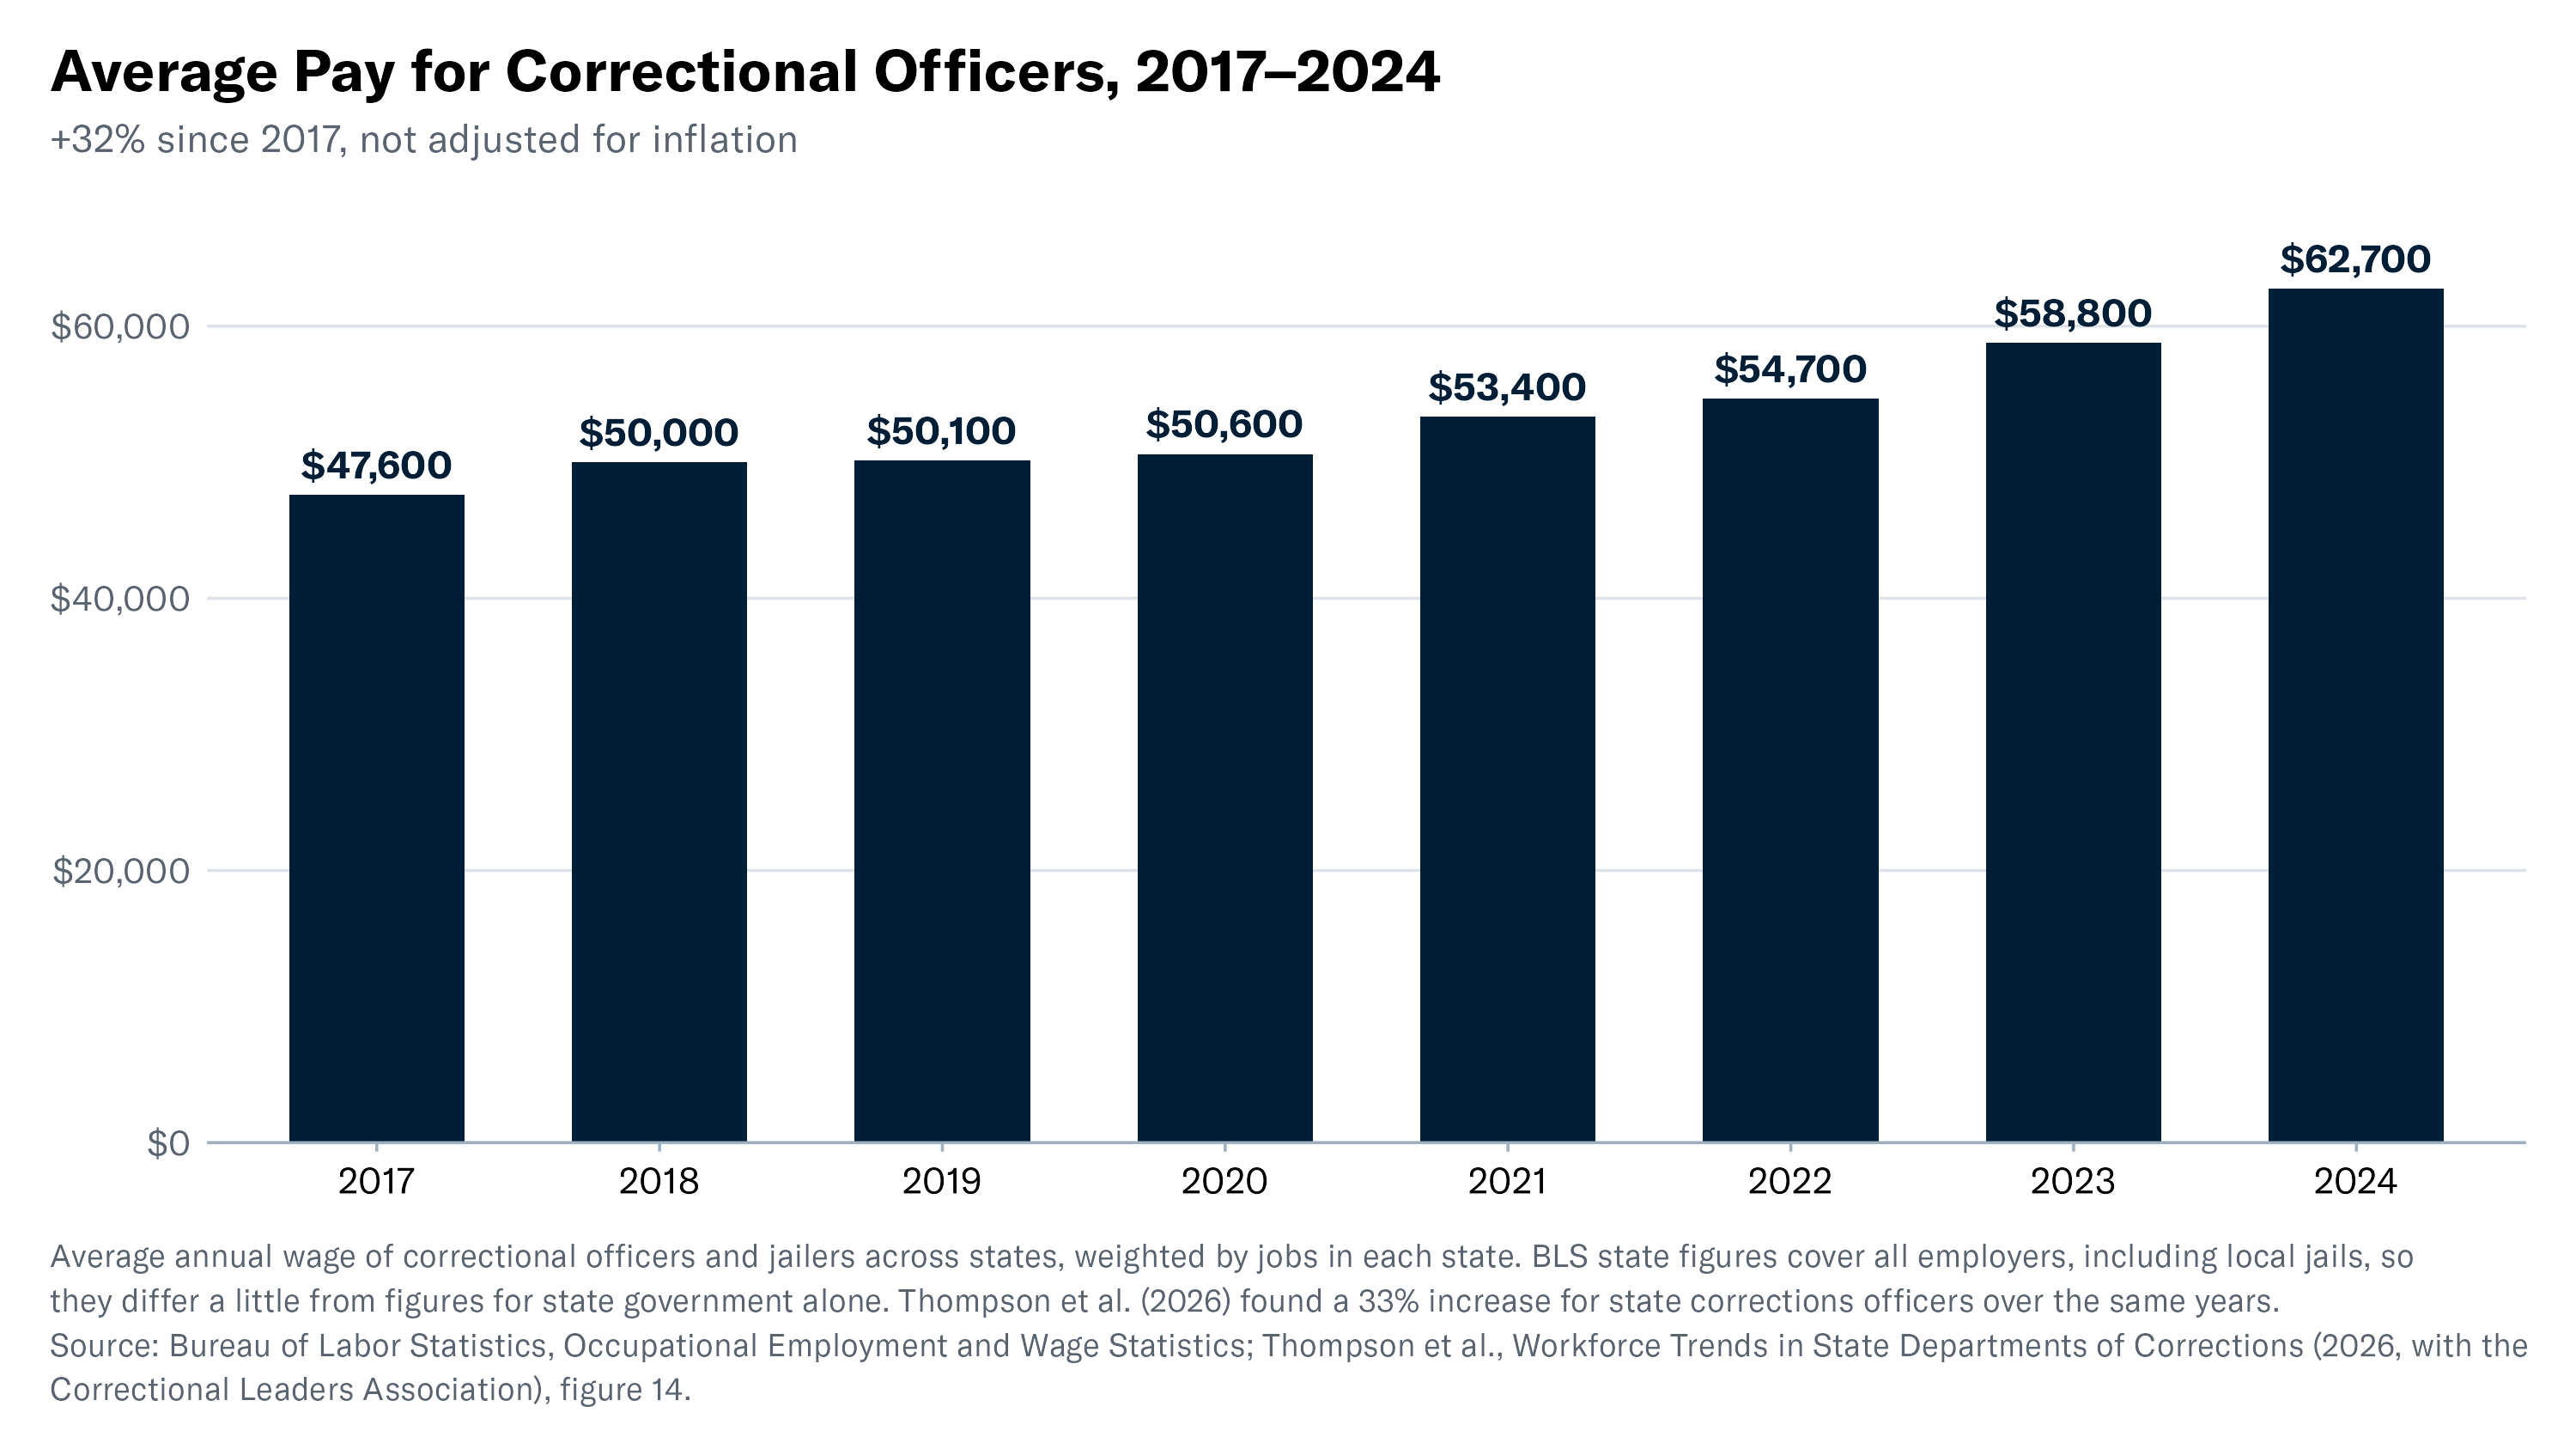 Average Pay for Correctional Officers, 2017–2024
+32% since 2017, not adjusted for inflation
$62,700
$60,000
$58,800
$54,700
$53,400
$50,600
$50,100
$50,000
$47,600
$40,000
$20,000
$0
2017 2018 2019 2020 2021 2022 2023 2024
Average annual wage of correctional officers and jailers across states, weighted by jobs in each state. BLS state figures cover all employers, including local jails, so
they differ a little from figures for state government alone. Thompson et al. (2026) found a 33% increase for state corrections officers over the same years.
Source: Bureau of Labor Statistics, Occupational Employment and Wage Statistics; Thompson et al., Workforce Trends in State Departments of Corrections (2026, with the
Correctional Leaders Association), figure 14.